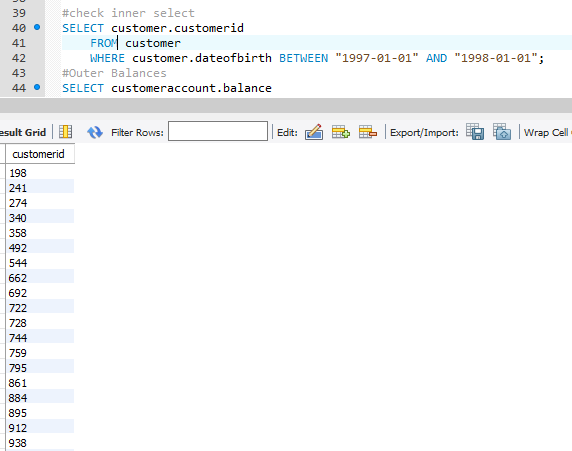 39 #check inner select
40 SELECT customer.customerid
41 FROM customer
42 WHERE customer.dateofbirth BETWEEN "1997-01-01" AND "1998-01-01";
43 #Outer Balances
44 SELECT customeraccount.balance
esult Grid Filter Rows: Edit: Export/Import: Wrap Cell
customerid
198
241
274
340
358
492
544
662
692
722
728
744
759
795
861
884
895
912
938